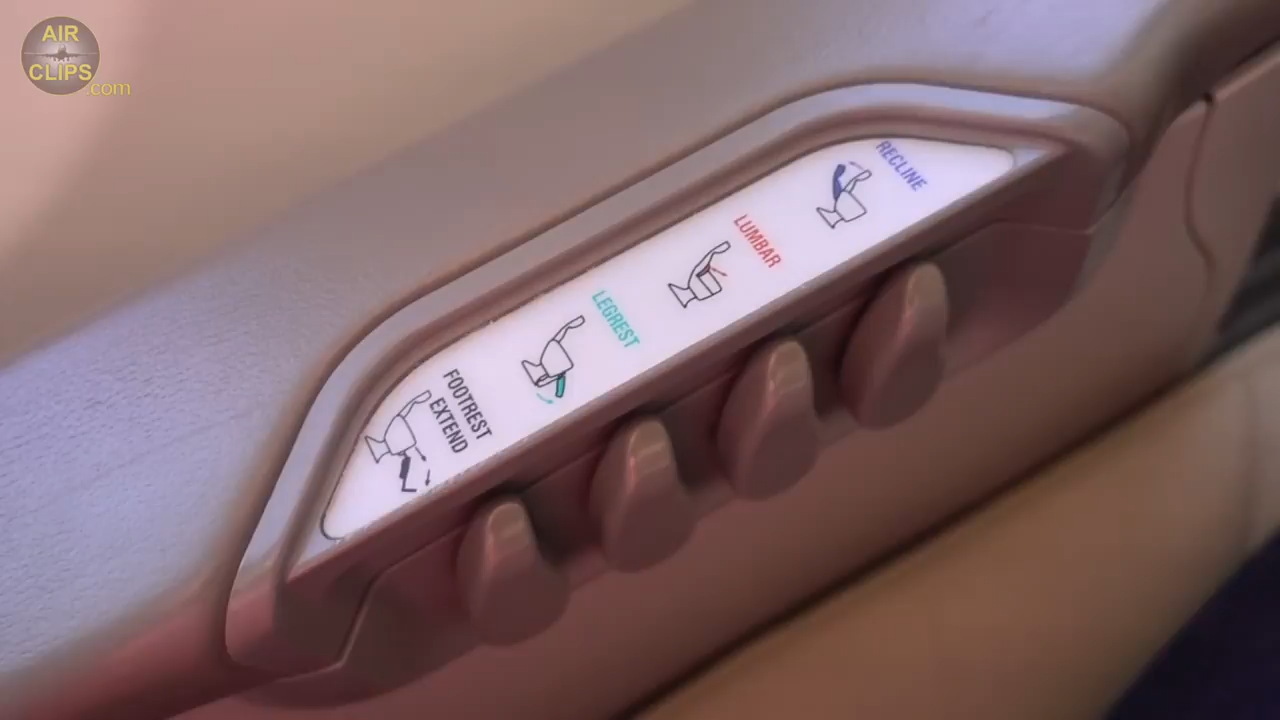 AIR
CLIPS
.com
RECLINE
LUMBAR
LEGREST
FOOTREST
EXTEND